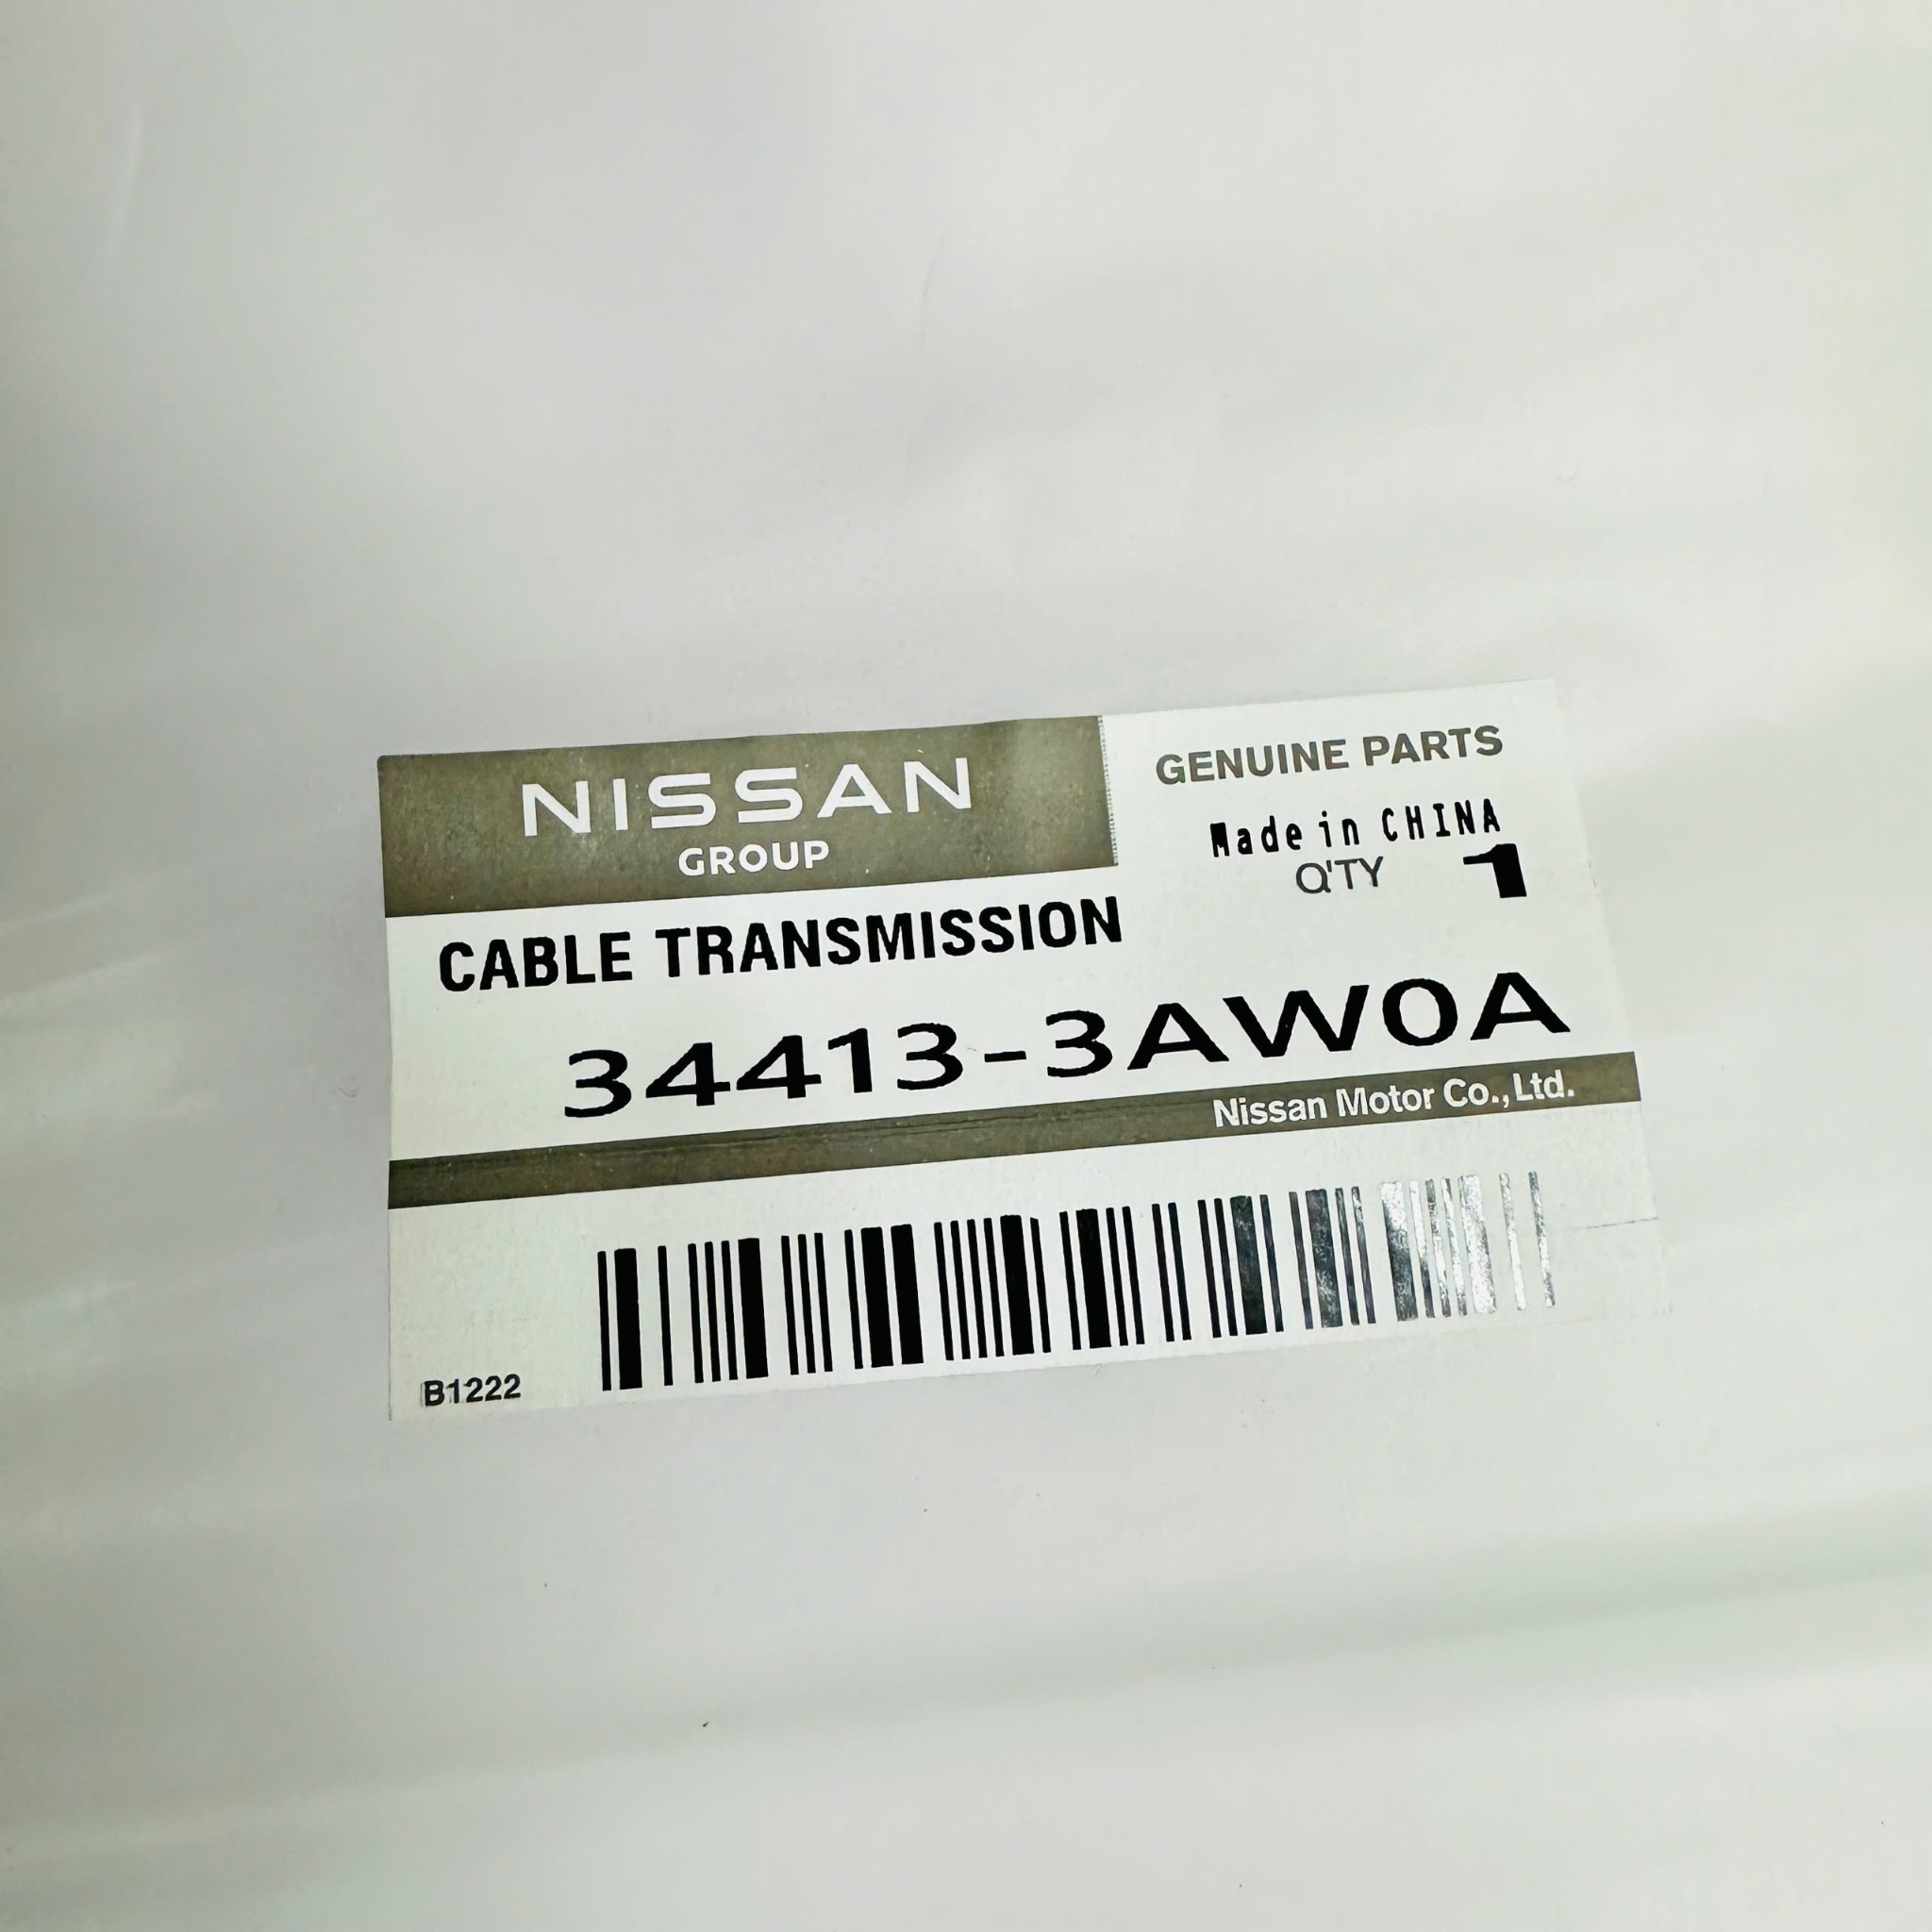 NISSAN
GROUP
GENUINE PARTS
Made in CHINA
Q'TY 1
CABLE TRANSMISSION
34413-3AW0A
Nissan Motor Co., Ltd.
B1222